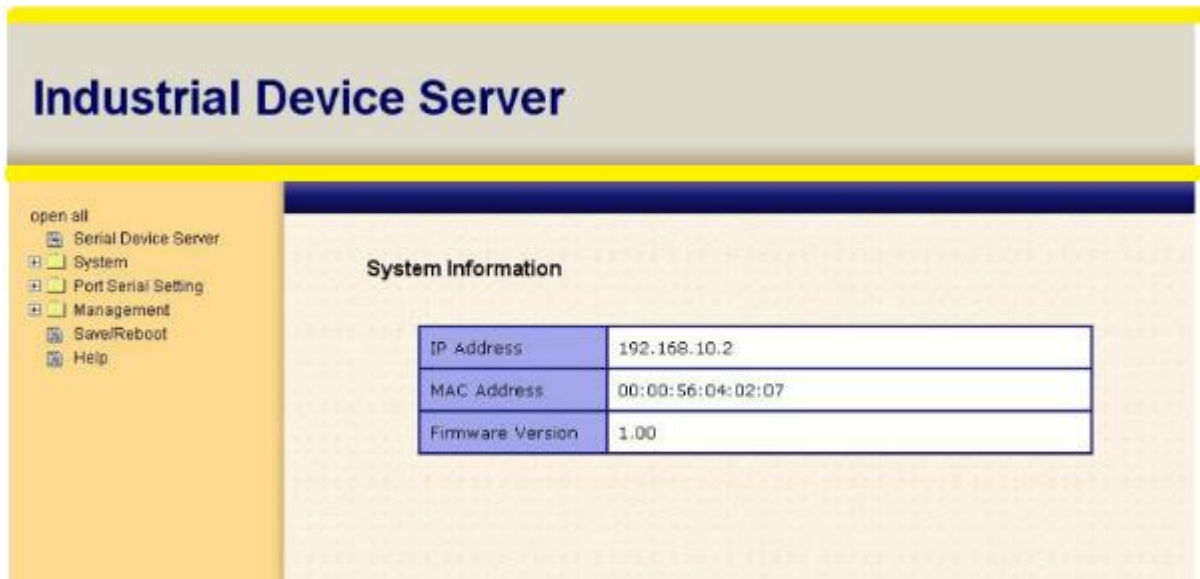 Industrial Device Server
open all
Serial Device Server
System
Port Serial Setting
Management
Save/Reboot
Help
System Information
IP Address 192.168.10.2
MAC Address 00:00:56:04:02:07
Firmware Version 1.00